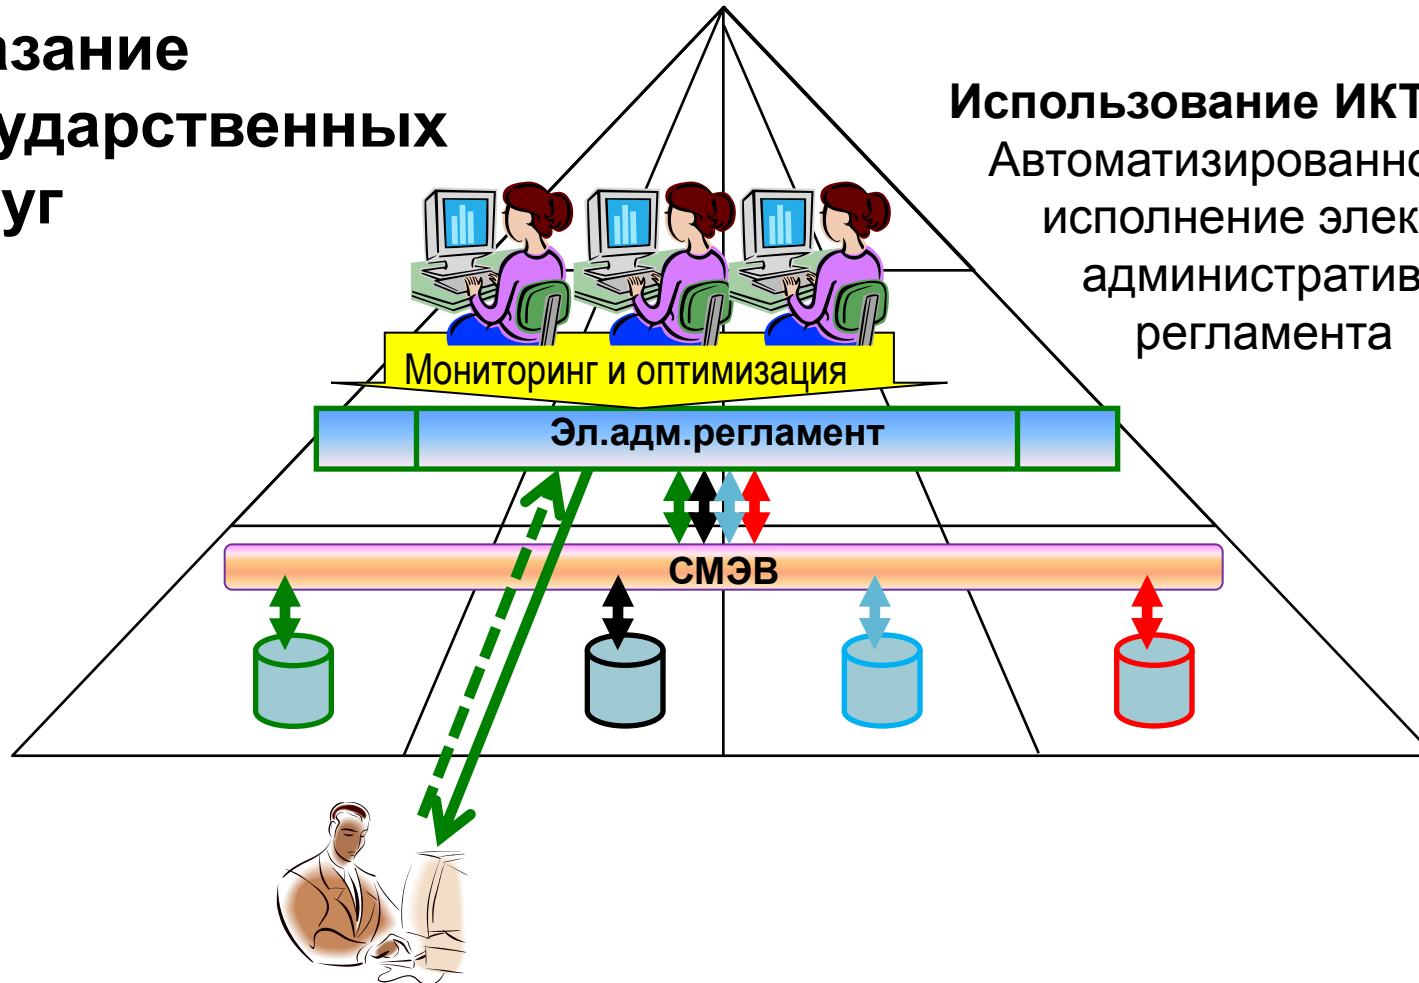 азание
ударственных
уг
Использование ИКТ
Автоматизированно
исполнение элек
административ
регламента
Мониторинг и оптимизация
Эл.адм.регламент
СМЭВ